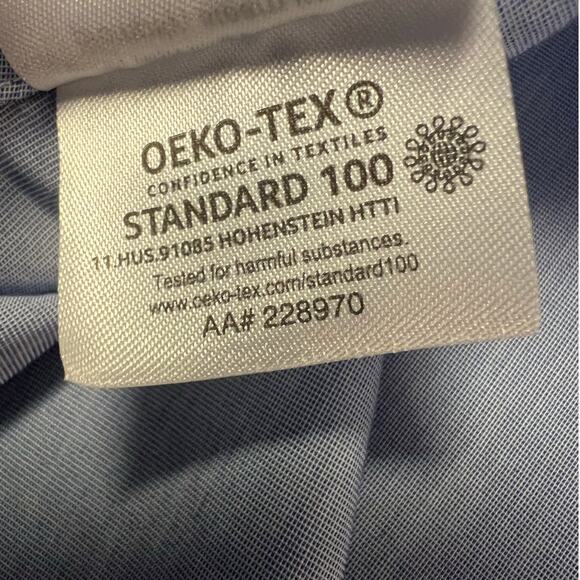 OEKO-TEX®
CONFIDENCE IN TEXTILES
STANDARD 100
11.HUS.91085 HOHENSTEIN HTTI
Tested for harmful substances.
www.oeko-tex.com/standard100
AA# 228970